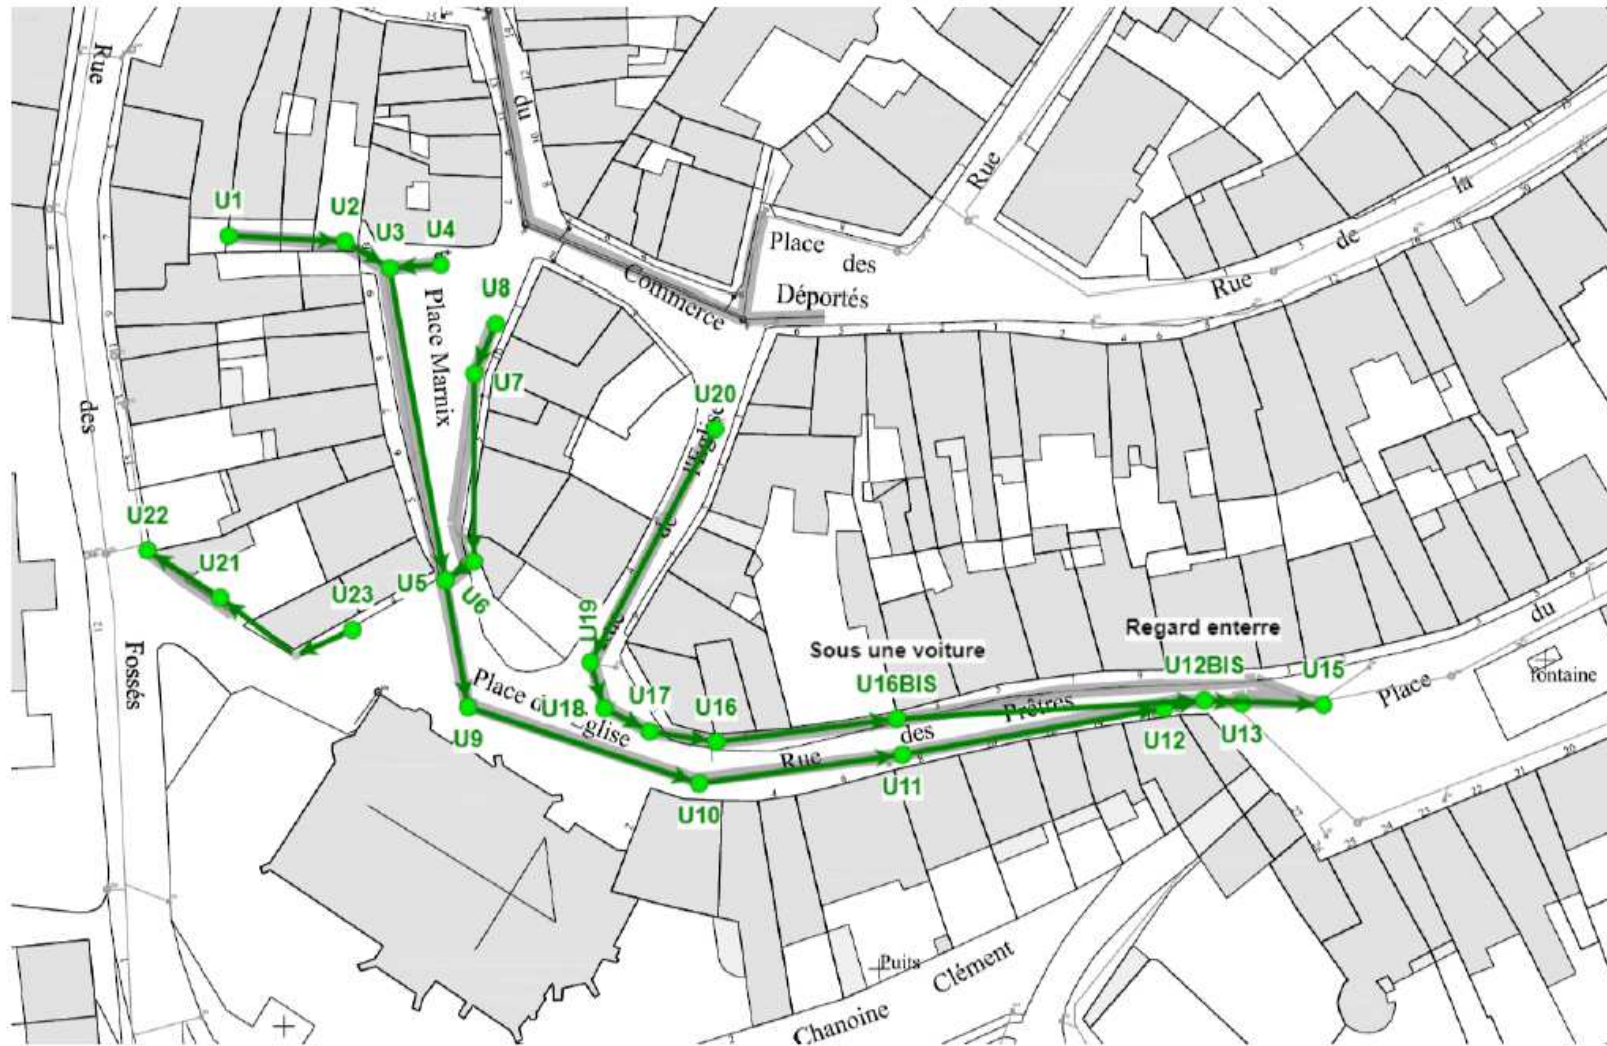 Rue
du
U1
U2
U3
U4
U8
Place Marnix
U7
Commerce
Place
des
Déportés
Rue
Rue
de
la
des
U20
de
l'Eglise
U22
U21
U23
U5
U6
U19
Fossés
Place de l'Eglise
U18
U17
U16
U9
U10
Sous une voiture
U16BIS
Rue
des
Prêtres
U11
Regard enterre
U12BIS
U12
U13
U15
Place
du
fontaine
Puits
Chanoine
Clément